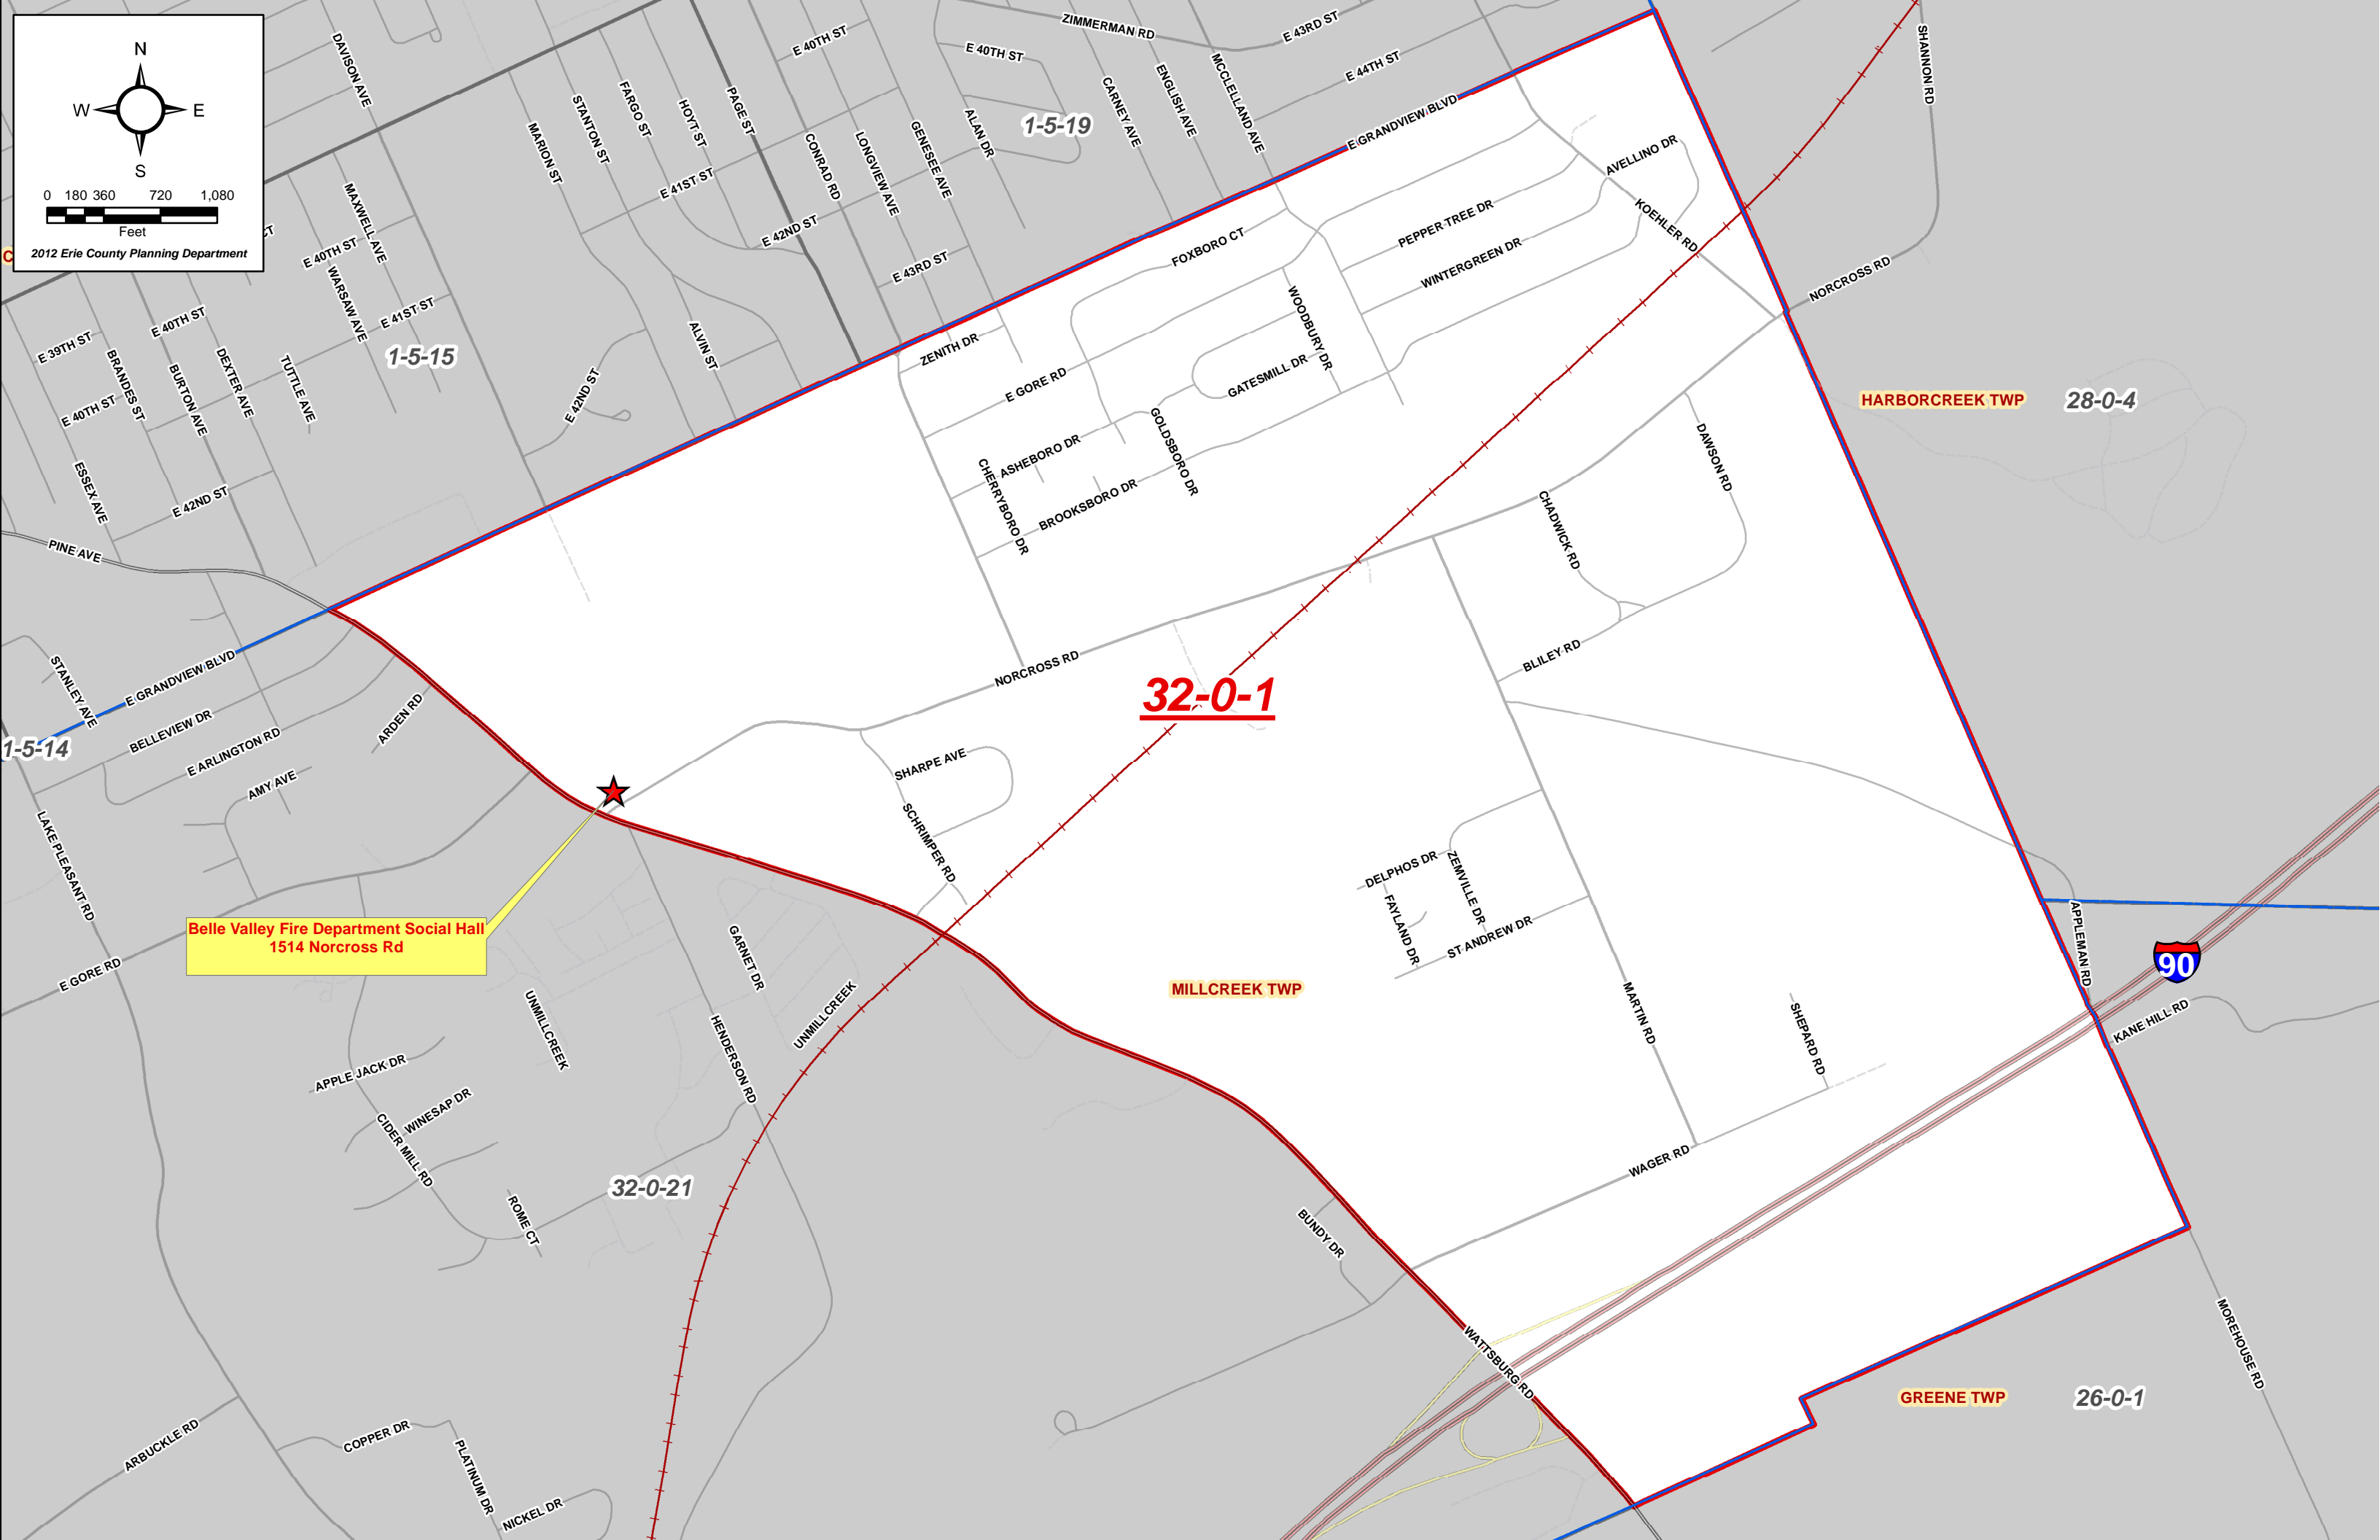 N
W
E
S
0 180 360 720 1,080
Feet
2012 Erie County Planning Department
DAVISON AVE
MARION ST
STANTON ST
FARGO ST
HOYT ST
PAGE ST
E 40TH ST
CONRAD RD
LONGVIEW AVE
GENESEE AVE
E 40TH ST
ALAN DR
ZIMMERMAN RD
CARNEY AVE
ENGLISH AVE
MCCLELLAND AVE
E 43RD ST
E 44TH ST
SHANNON RD
1-5-19
E GRANDVIEW BLVD
E 41ST ST
E 42ND ST
E 43RD ST
MAXWELL AVE
CT
E 40TH ST
WARSAW AVE
E 41ST ST
1-5-15
C
E 39TH ST
E 40TH ST
E 40TH ST
BRANDES ST
BURTON AVE
DEXTER AVE
TUTTLE AVE
ALVIN ST
E 42ND ST
ESSEX AVE
E 42ND ST
PINE AVE
AVELLINO DR
KOEHLER RD
PEPPER TREE DR
WINTERGREEN DR
FOXBORO CT
WOODBURY DR
NORCROSS RD
ZENITH DR
E GORE RD
GATESMILL DR
GOLDSBORO DR
ASHEBORO DR
CHERRYBORO DR
BROOKSBORO DR
HARBORCREEK TWP
28-0-4
DAWSON RD
CHADWICK RD
BLILEY RD
NORCROSS RD
32-0-1
STANLEY AVE
E GRANDVIEW BLVD
BELLEVIEW DR
E ARLINGTON RD
ARDEN RD
AMY AVE
1-5-14
LAKE PLEASANT RD
SHARPE AVE
SCHRIMPER RD
DELPHOS DR
ZEMVILLE DR
FAYLAND DR
ST ANDREW DR
Belle Valley Fire Department Social Hall
1514 Norcross Rd
E GORE RD
GARNET DR
UNMILLCREEK
UNMILLCREEK
HENDERSON RD
MILLCREEK TWP
MARTIN RD
SHEPARD RD
APPLEMAN RD
90
KANE HILL RD
APPLE JACK DR
WINESAP DR
CIDER MILL RD
WAGER RD
32-0-21
ROME CT
BUNDY DR
WATTSBURG RD
MOREHOUSE RD
GREENE TWP
26-0-1
ARBUCKLE RD
COPPER DR
PLATINUM DR
NICKEL DR